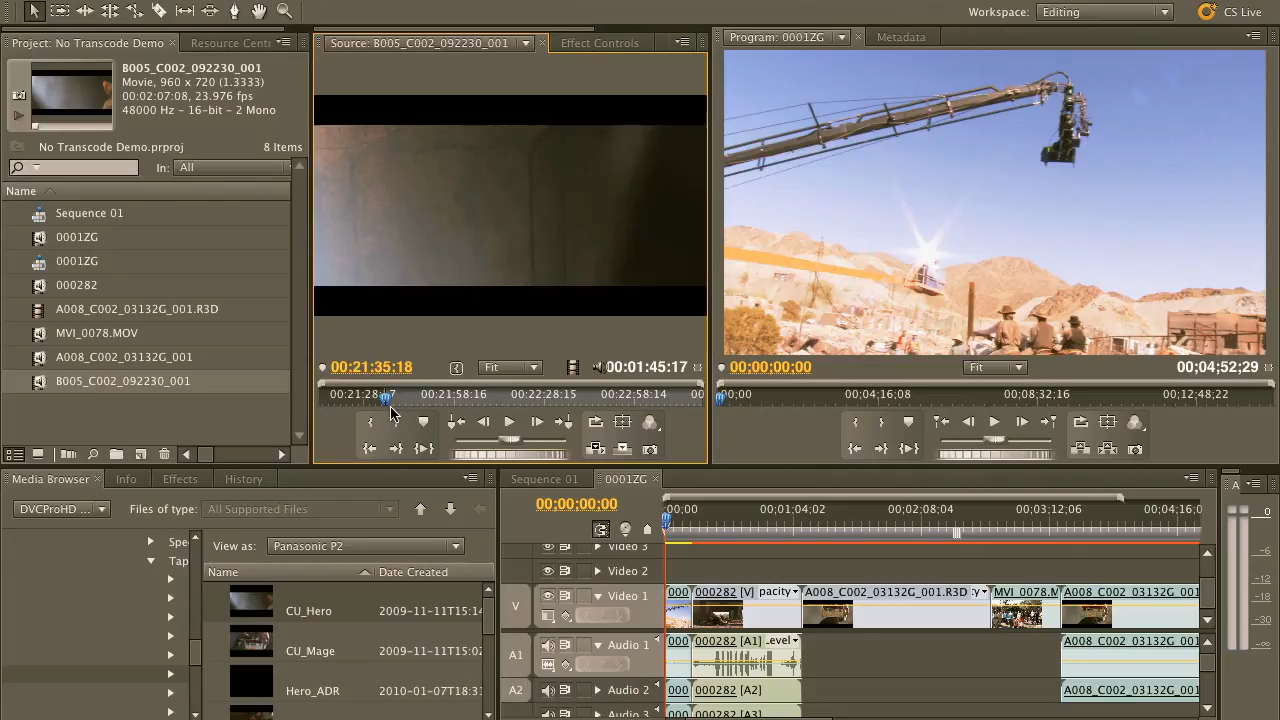 Workspace: Editing CS Live
Project: No Transcode Demo Resource Cent
Source: B005_C002_092230_001 Effect Controls
Program: 0001ZG Metadata
B005_C002_092230_001
Movie, 960 x 720 (1.3333)
00:02:07:08, 23.976 fps
48000 Hz - 16-bit - 2 Mono
No Transcode Demo.prproj 8 Items
In: All
Name
Sequence 01
0001ZG
0001ZG
000282
A008_C002_03132G_001.R3D
MVI_0078.MOV
A008_C002_03132G_001
B005_C002_092230_001
00:21:35:18 Fit 00:01:45:17
00:21:28 7 00:21:58:16 00:22:28:15 00:22:58:14 00
00;00;00;00 Fit 00;04;52;29
00;00 00;04;16;08 00;08;32;16 00;12;48;22
Media Browser Info Effects History
DVCProHD ... Files of type: All Supported Files
View as: Panasonic P2
Spe
Tap
Name Date Created
CU_Hero 2009-11-11T15:14
CU_Mage 2009-11-11T15:02
Hero_ADR 2010-01-07T18:31
Sequence 01 0001ZG
00;00;00;00
00;00 00;01;04;02 00;02;08;04 00;03;12;06 00;04;16;0
Video 3
Video 2
V Video 1
000 000282 [V] pacity A008_C002_03132G_001.R3D :y MVI_0078.M A008_C002_03132G_001
A1 Audio 1
000 000282 [A1] .evel A008_C002_03132G_001
A2 Audio 2 000 000282 [A2] A008_C002_03132G_001
Audio 3 000282 [A3]
A
0
-6
-12
-18
-30